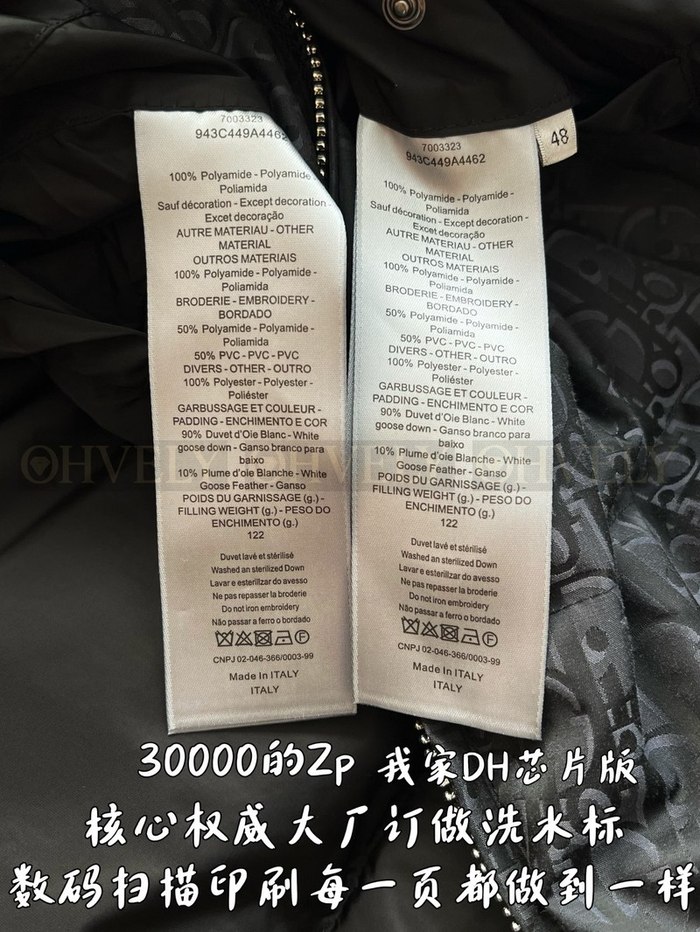 7003323
943C449A4462
100% Polyamide - Polyamide -
Poliamida
Sauf décoration - Except decoration -
Excet decoração
AUTRE MATERIAU - OTHER
MATERIAL
OUTROS MATERIAIS
100% Polyamide - Polyamide -
Poliamida
BRODERIE - EMBROIDERY -
BORDADO
50% Polyamide - Polyamide -
Poliamida
50% PVC - PVC - PVC
DIVERS - OTHER - OUTRO
100% Polyester - Polyester -
Poliéster
GARBUSSAGE ET COULEUR -
PADDING - ENCHIMENTO E COR
90% Duvet d'Oie Blanc - White
goose down - Ganso branco para
baixo
10% Plume d'oie Blanche - White
Goose Feather - Ganso
POIDS DU GARNISSAGE (g.) -
FILLING WEIGHT (g.) - PESO DO
ENCHIMENTO (g.)
122
Duvet lavé et stérilisé
Washed an sterilized Down
Lavar e esterilizar do avesso
Ne pas repasser la broderie
Do not iron embroidery
Não passar a ferro o bordado
CNPJ 02-046-366/0003-99
Made In ITALY
ITALY
7003323
943C449A4462
48
100% Polyamide - Polyamide -
Poliamida
Sauf décoration - Except decoration -
Excet decoração
AUTRE MATERIAU - OTHER
MATERIAL
OUTROS MATERIAIS
100% Polyamide - Polyamide -
Poliamida
BRODERIE - EMBROIDERY -
BORDADO
50% Polyamide - Polyamide -
Poliamida
50% PVC - PVC - PVC
DIVERS - OTHER - OUTRO
100% Polyester - Polyester -
Poliéster
GARBUSSAGE ET COULEUR -
PADDING - ENCHIMENTO E COR
90% Duvet d'Oie Blanc - White
goose down - Ganso branco para
baixo
10% Plume d'oie Blanche - White
Goose Feather - Ganso
POIDS DU GARNISSAGE (g.) -
FILLING WEIGHT (g.) - PESO DO
ENCHIMENTO (g.)
122
Duvet lavé et stérilisé
Washed an sterilized Down
Lavar e esterilizar do avesso
Ne pas repasser la broderie
Do not iron embroidery
Não passar a ferro o bordado
CNPJ 02-046-366/0003-99
Made In ITALY
ITALY
30000的Zp 我家DH芯片版
核心权威大厂订做洗水标
数码扫描印刷每一页都做到一样